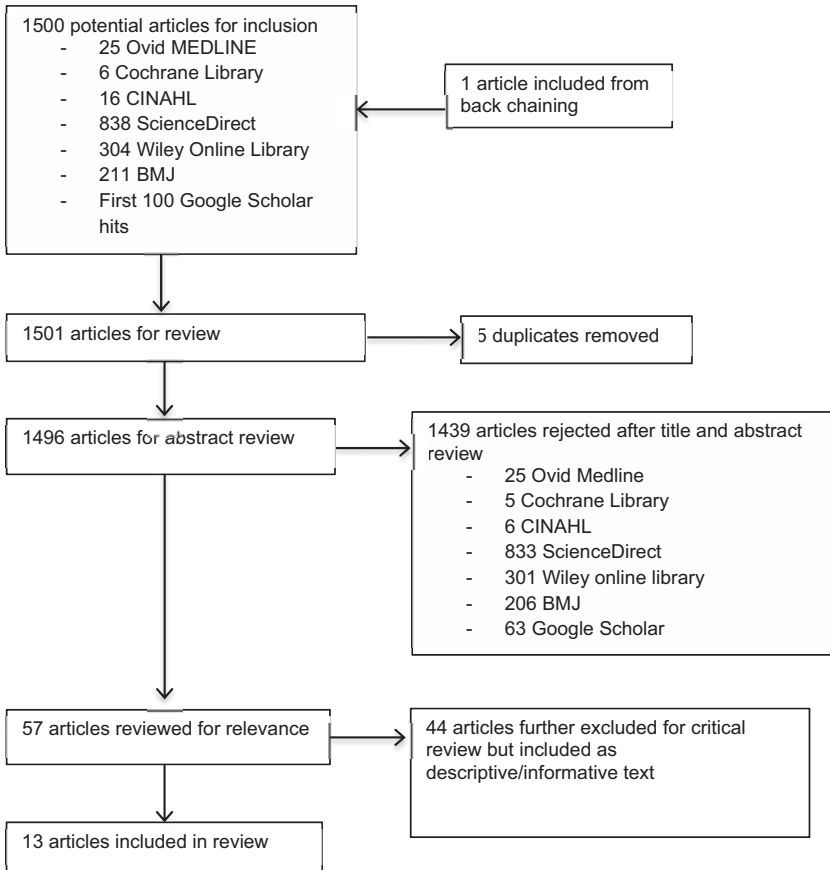 1500 potential articles for inclusion
- 25 Ovid MEDLINE
- 6 Cochrane Library
- 16 CINAHL
- 838 ScienceDirect
- 304 Wiley Online Library
- 211 BMJ
- First 100 Google Scholar
hits
1 article included from
back chaining
1501 articles for review
5 duplicates removed
1496 articles for abstract review
1439 articles rejected after title and abstract
review
- 25 Ovid Medline
- 5 Cochrane Library
- 6 CINAHL
- 833 ScienceDirect
- 301 Wiley online library
- 206 BMJ
- 63 Google Scholar
57 articles reviewed for relevance
44 articles further excluded for critical
review but included as
descriptive/informative text
13 articles included in review